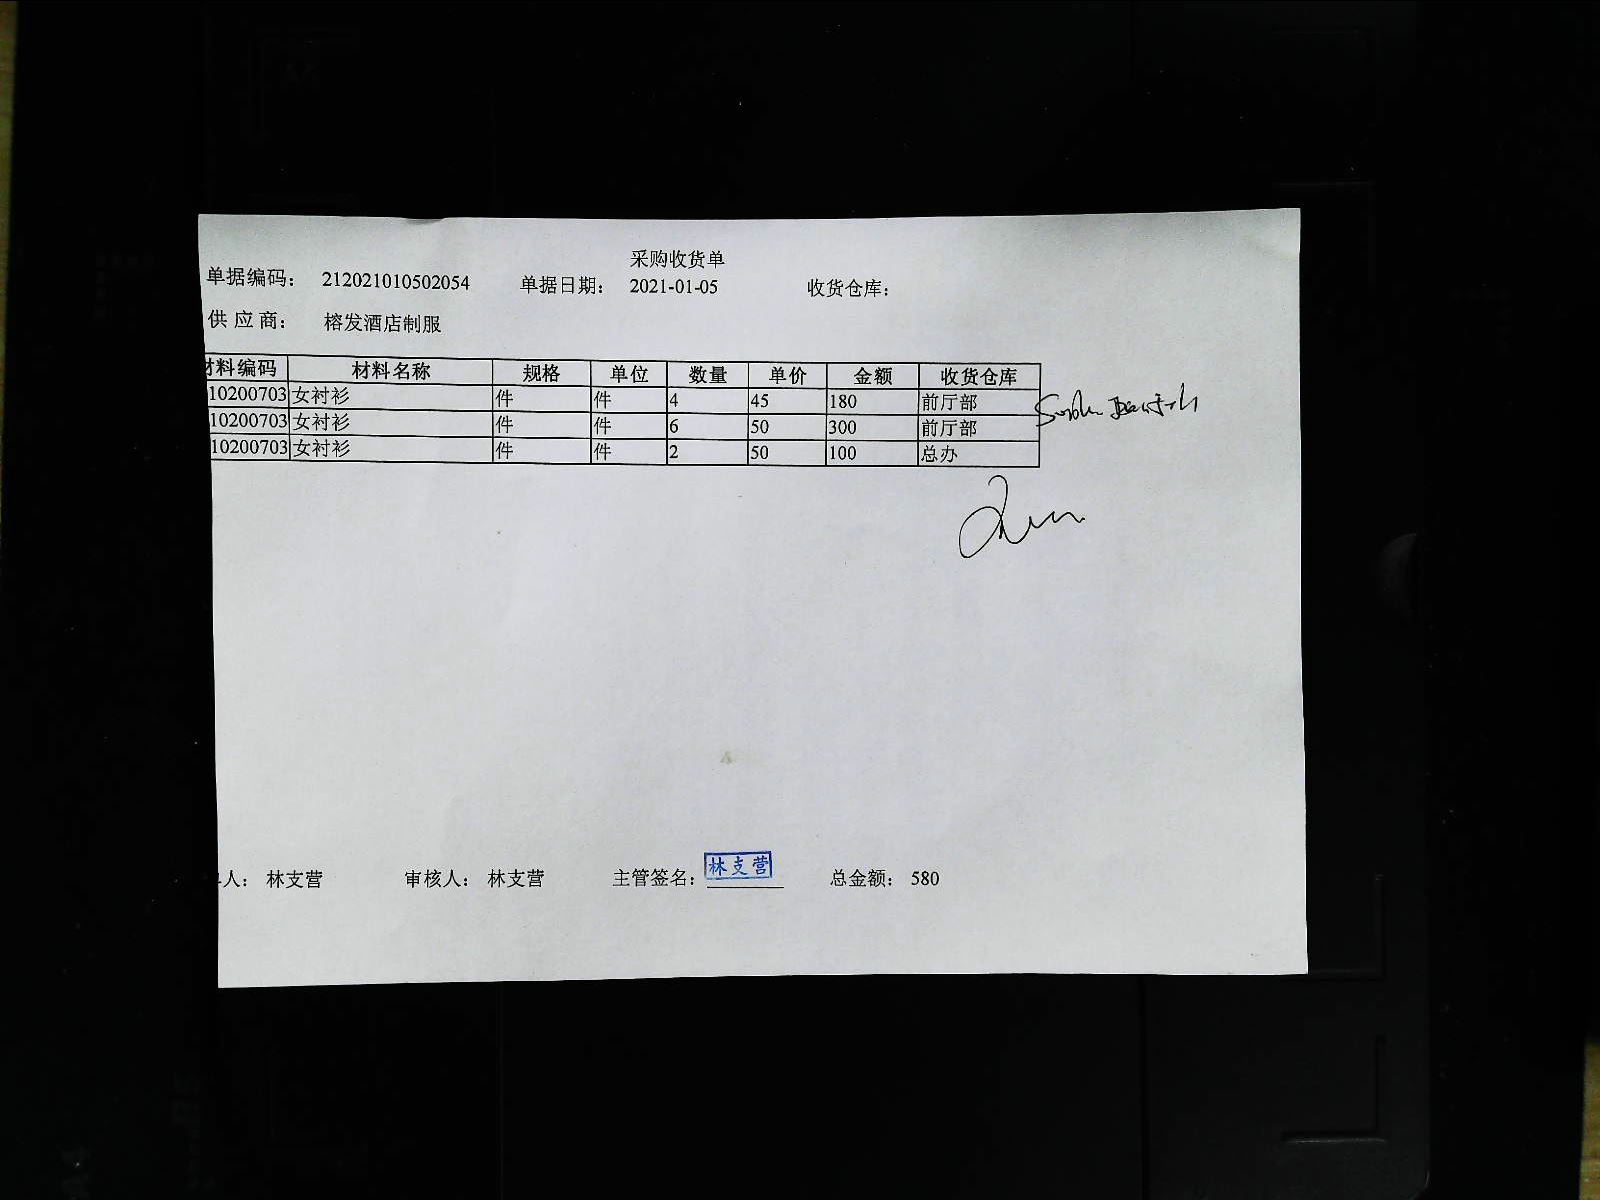 采购收货单
单据编码： 212021010502054 单据日期： 2021-01-05 收货仓库：
供 应 商： 榕发酒店制服
材料编码 材料名称 规格 单位 数量 单价 金额 收货仓库
10200703 女衬衫 件 件 4 45 180 前厅部
10200703 女衬衫 件 件 6 50 300 前厅部
10200703 女衬衫 件 件 2 50 100 总办
人： 林支营 审核人： 林支营 主管签名： 林支营 总金额： 580